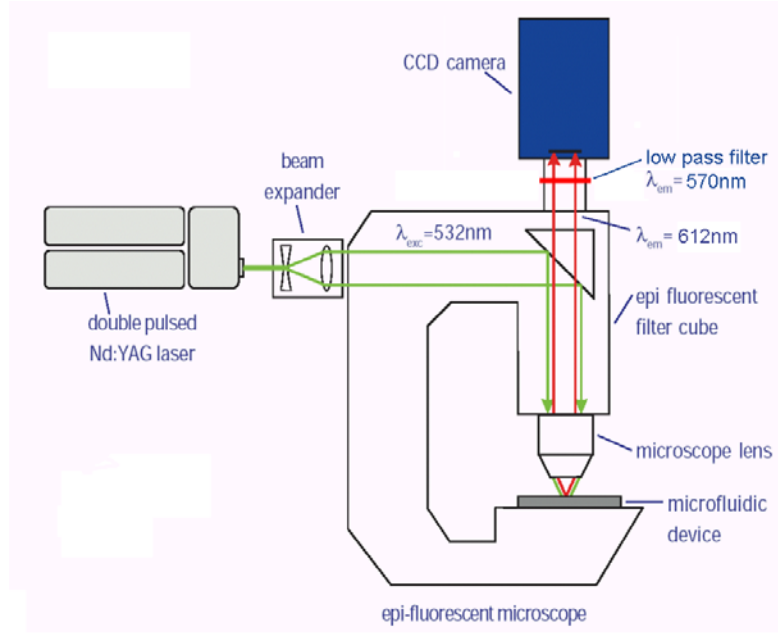 CCD camera
low pass filter
λem= 570nm
beam
expander
λexc=532nm
λem= 612nm
epi fluorescent
filter cube
double pulsed
Nd:YAG laser
microscope lens
microfluidic
device
epi-fluorescent microscope